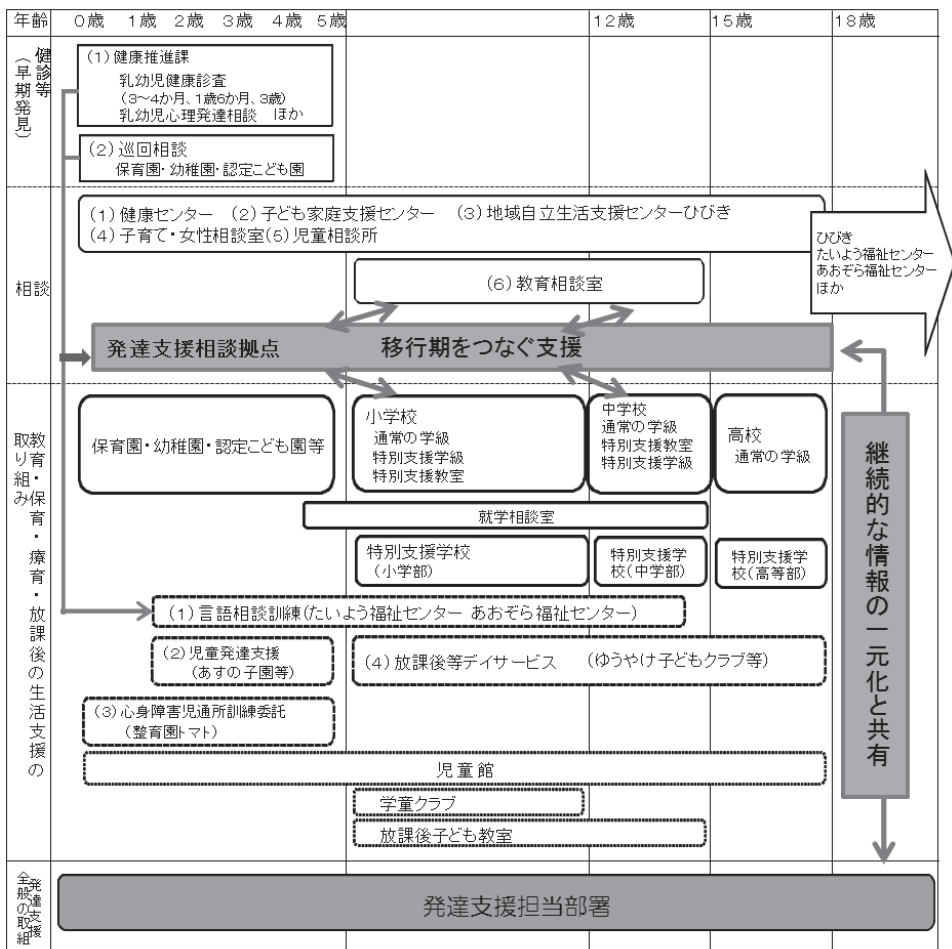 年齢 0歳 1歳 2歳 3歳 4歳 5歳 12歳 15歳 18歳
健診等
(早期発見)
(1)健康推進課
乳幼児健康診査
(3〜4か月、1歳6か月、3歳)
乳幼児心理発達相談 ほか
(2)巡回相談
保育園・幼稚園・認定こども園
相談
(1)健康センター (2)子ども家庭支援センター (3)地域自立生活支援センターひびき
(4)子育て・女性相談室(5)児童相談所
ひびき
たいよう福祉センター
あおぞら福祉センター
ほか
(6)教育相談室
発達支援相談拠点 移行期をつなぐ支援
教育・保育・療育・放課後の生活支援の
取り組み
保育園・幼稚園・認定こども園等
小学校
通常の学級
特別支援学級
特別支援教室
中学校
通常の学級
特別支援教室
特別支援学級
高校
通常の学級
就学相談室
特別支援学校
(小学部)
特別支援学
校(中学部)
特別支援学
校(高等部)
(1)言語相談訓練(たいよう福祉センター あおぞら福祉センター)
(2)児童発達支援
(あすの子園等)
(4)放課後等デイサービス (ゆうやけ子どもクラブ等)
(3)心身障害児通所訓練委託
(整育園トマト)
児童館
学童クラブ
放課後子ども教室
継続的な情報の一元化と共有
発達支援
全般の取組
発達支援担当部署